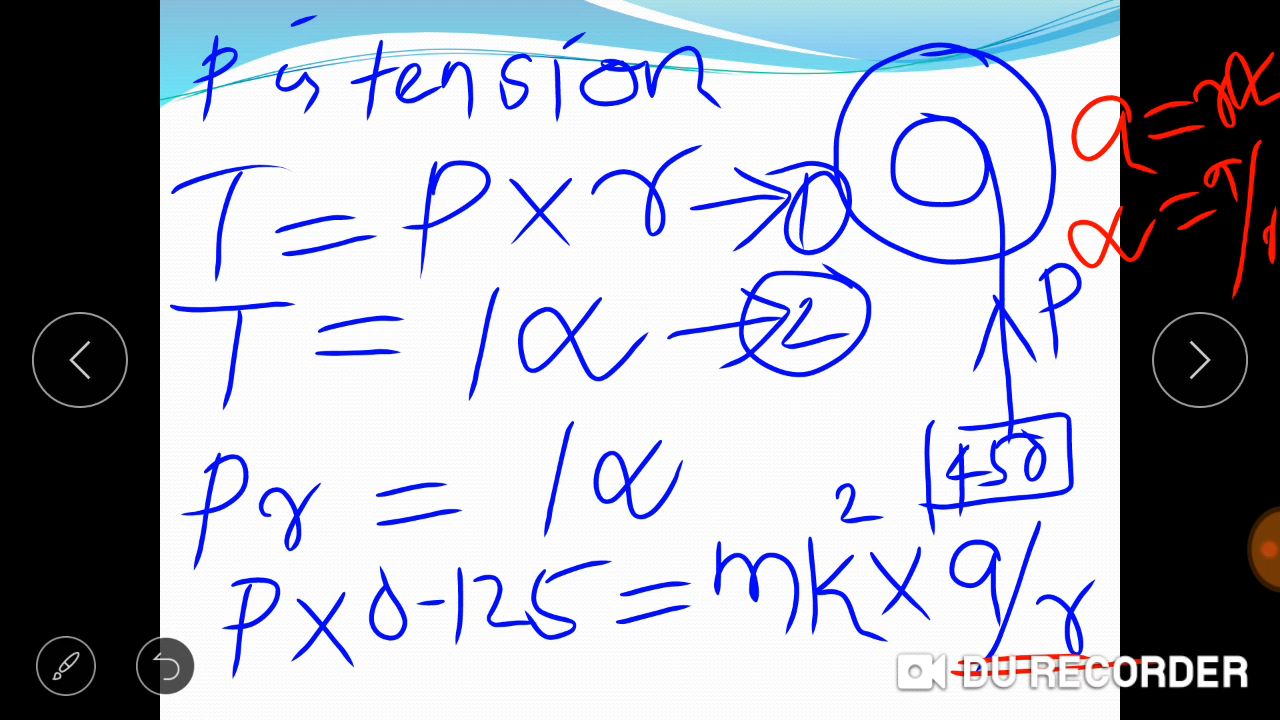 P is tension
T = P × r → ①
T = Iα → ②
Pr = Iα
P × 0.125 = mk² × a/r
P
450
a = rα
α = a/r
DU RECORDER